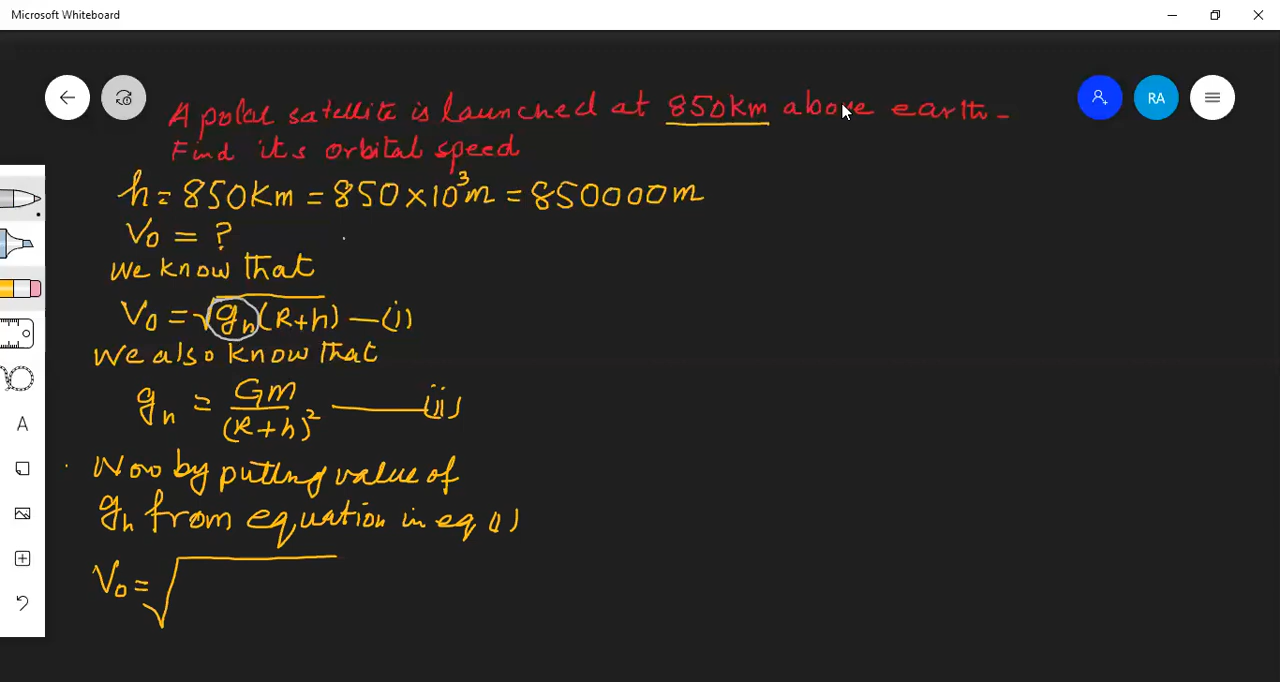 Microsoft Whiteboard
RA
A polar satellite is launched at 850km above earth-
Find its orbital speed
h = 850Km = 850×10³m = 850000m
V₀ = ?
We know that
V₀ = √gₕ(R+h) —(i)
We also know that
gₕ = GM/(R+h)² ——(ii)
Now by putting value of
gₕ from equation in eq (i)
V₀ = √
A